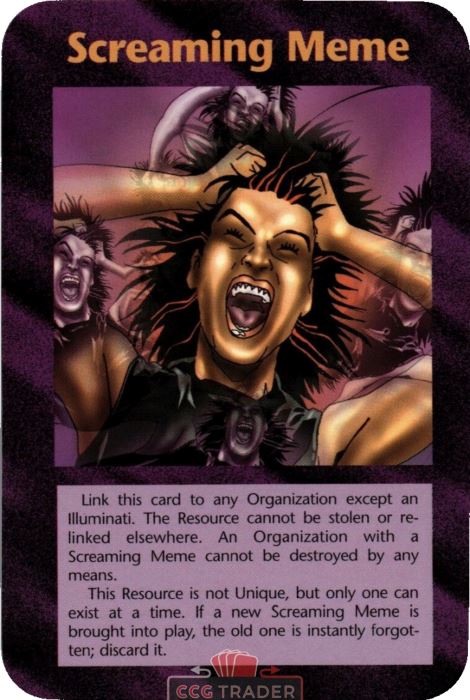 Screaming Meme
Link this card to any Organization except an
Illuminati. The Resource cannot be stolen or re-
linked elsewhere. An Organization with a
Screaming Meme cannot be destroyed by any
means.
This Resource is not Unique, but only one can
exist at a time. If a new Screaming Meme is
brought into play, the old one is instantly forgot-
ten; discard it.
CCG TRADER